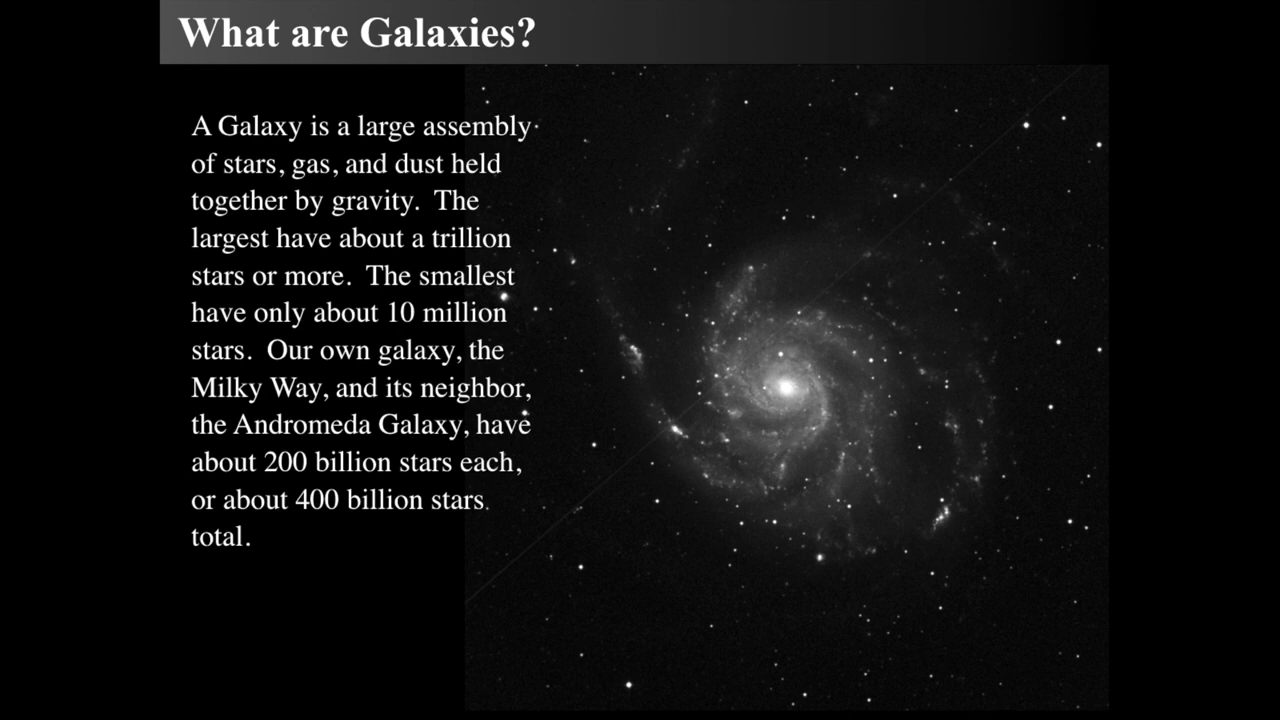 What are Galaxies?
A Galaxy is a large assembly
of stars, gas, and dust held
together by gravity.  The
largest have about a trillion
stars or more.  The smallest
have only about 10 million
stars.  Our own galaxy, the
Milky Way, and its neighbor,
the Andromeda Galaxy, have
about 200 billion stars each,
or about 400 billion stars
total.